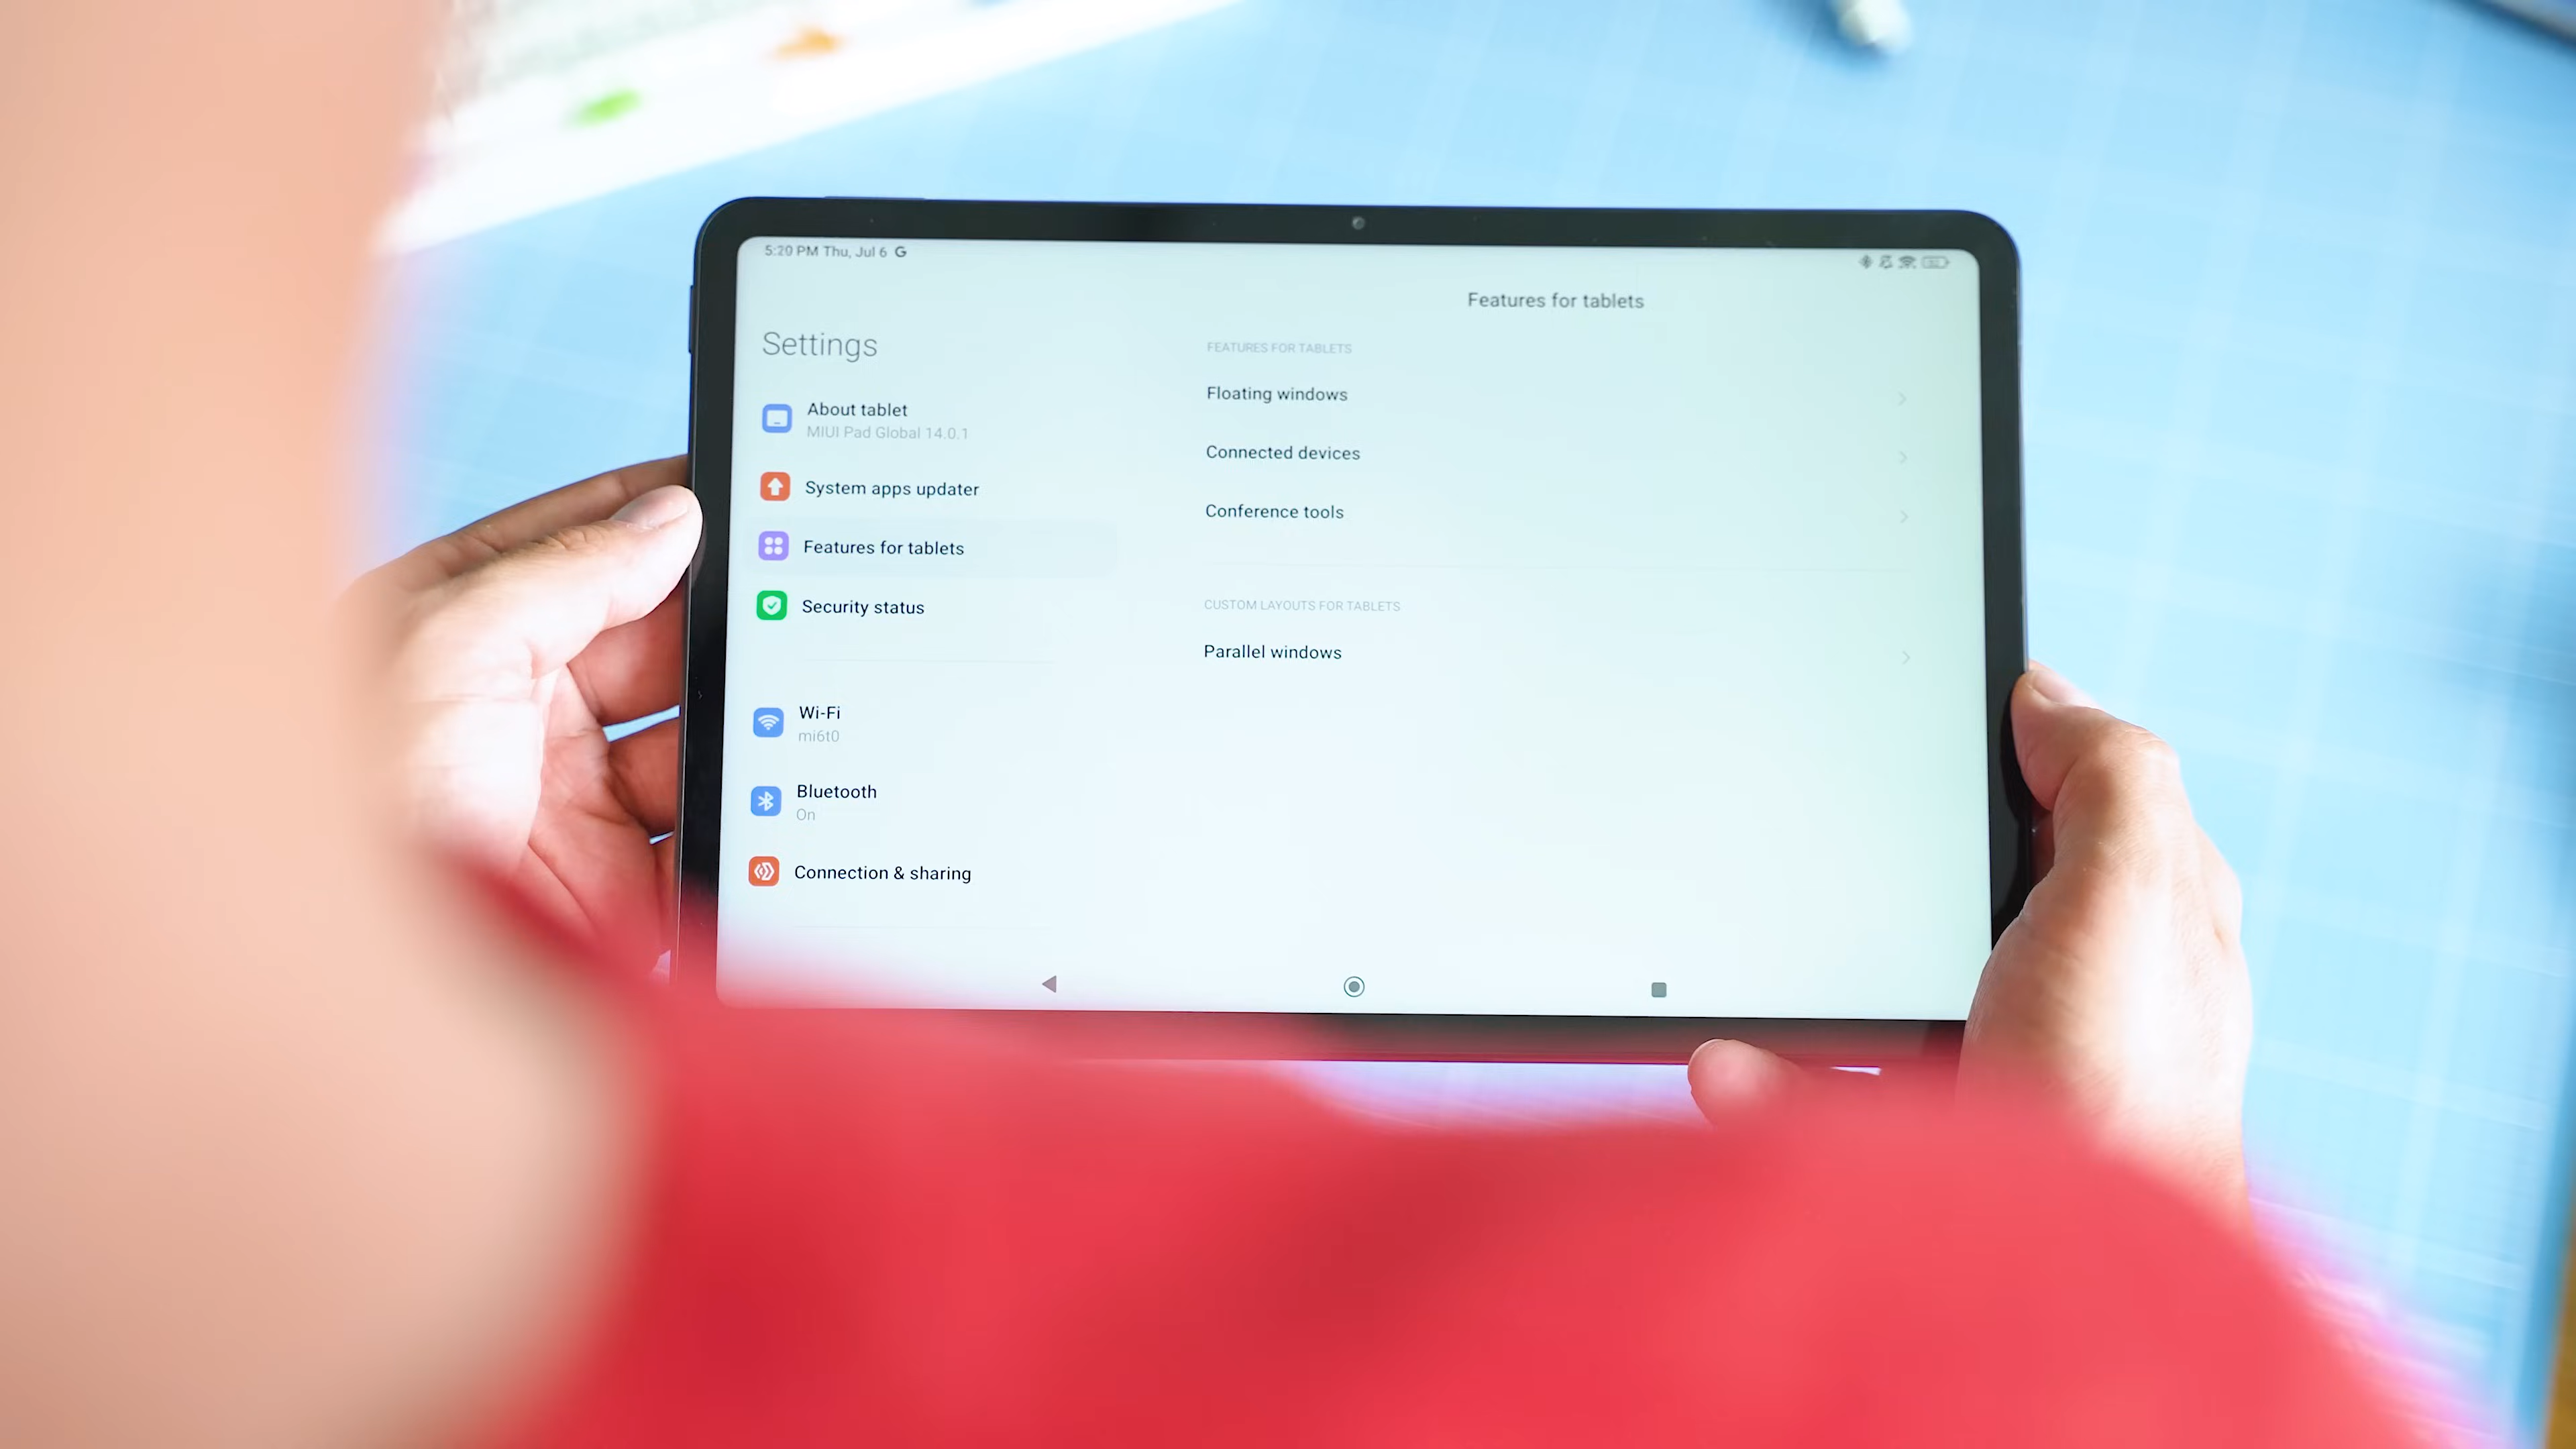 5:20 PM Thu, Jul 6 G
Settings
About tablet
MIUI Pad Global 14.0.1
System apps updater
Features for tablets
Security status
Wi-Fi
mi6t0
Bluetooth
On
Connection & sharing
Features for tablets
FEATURES FOR TABLETS
Floating windows
Connected devices
Conference tools
CUSTOM LAYOUTS FOR TABLETS
Parallel windows